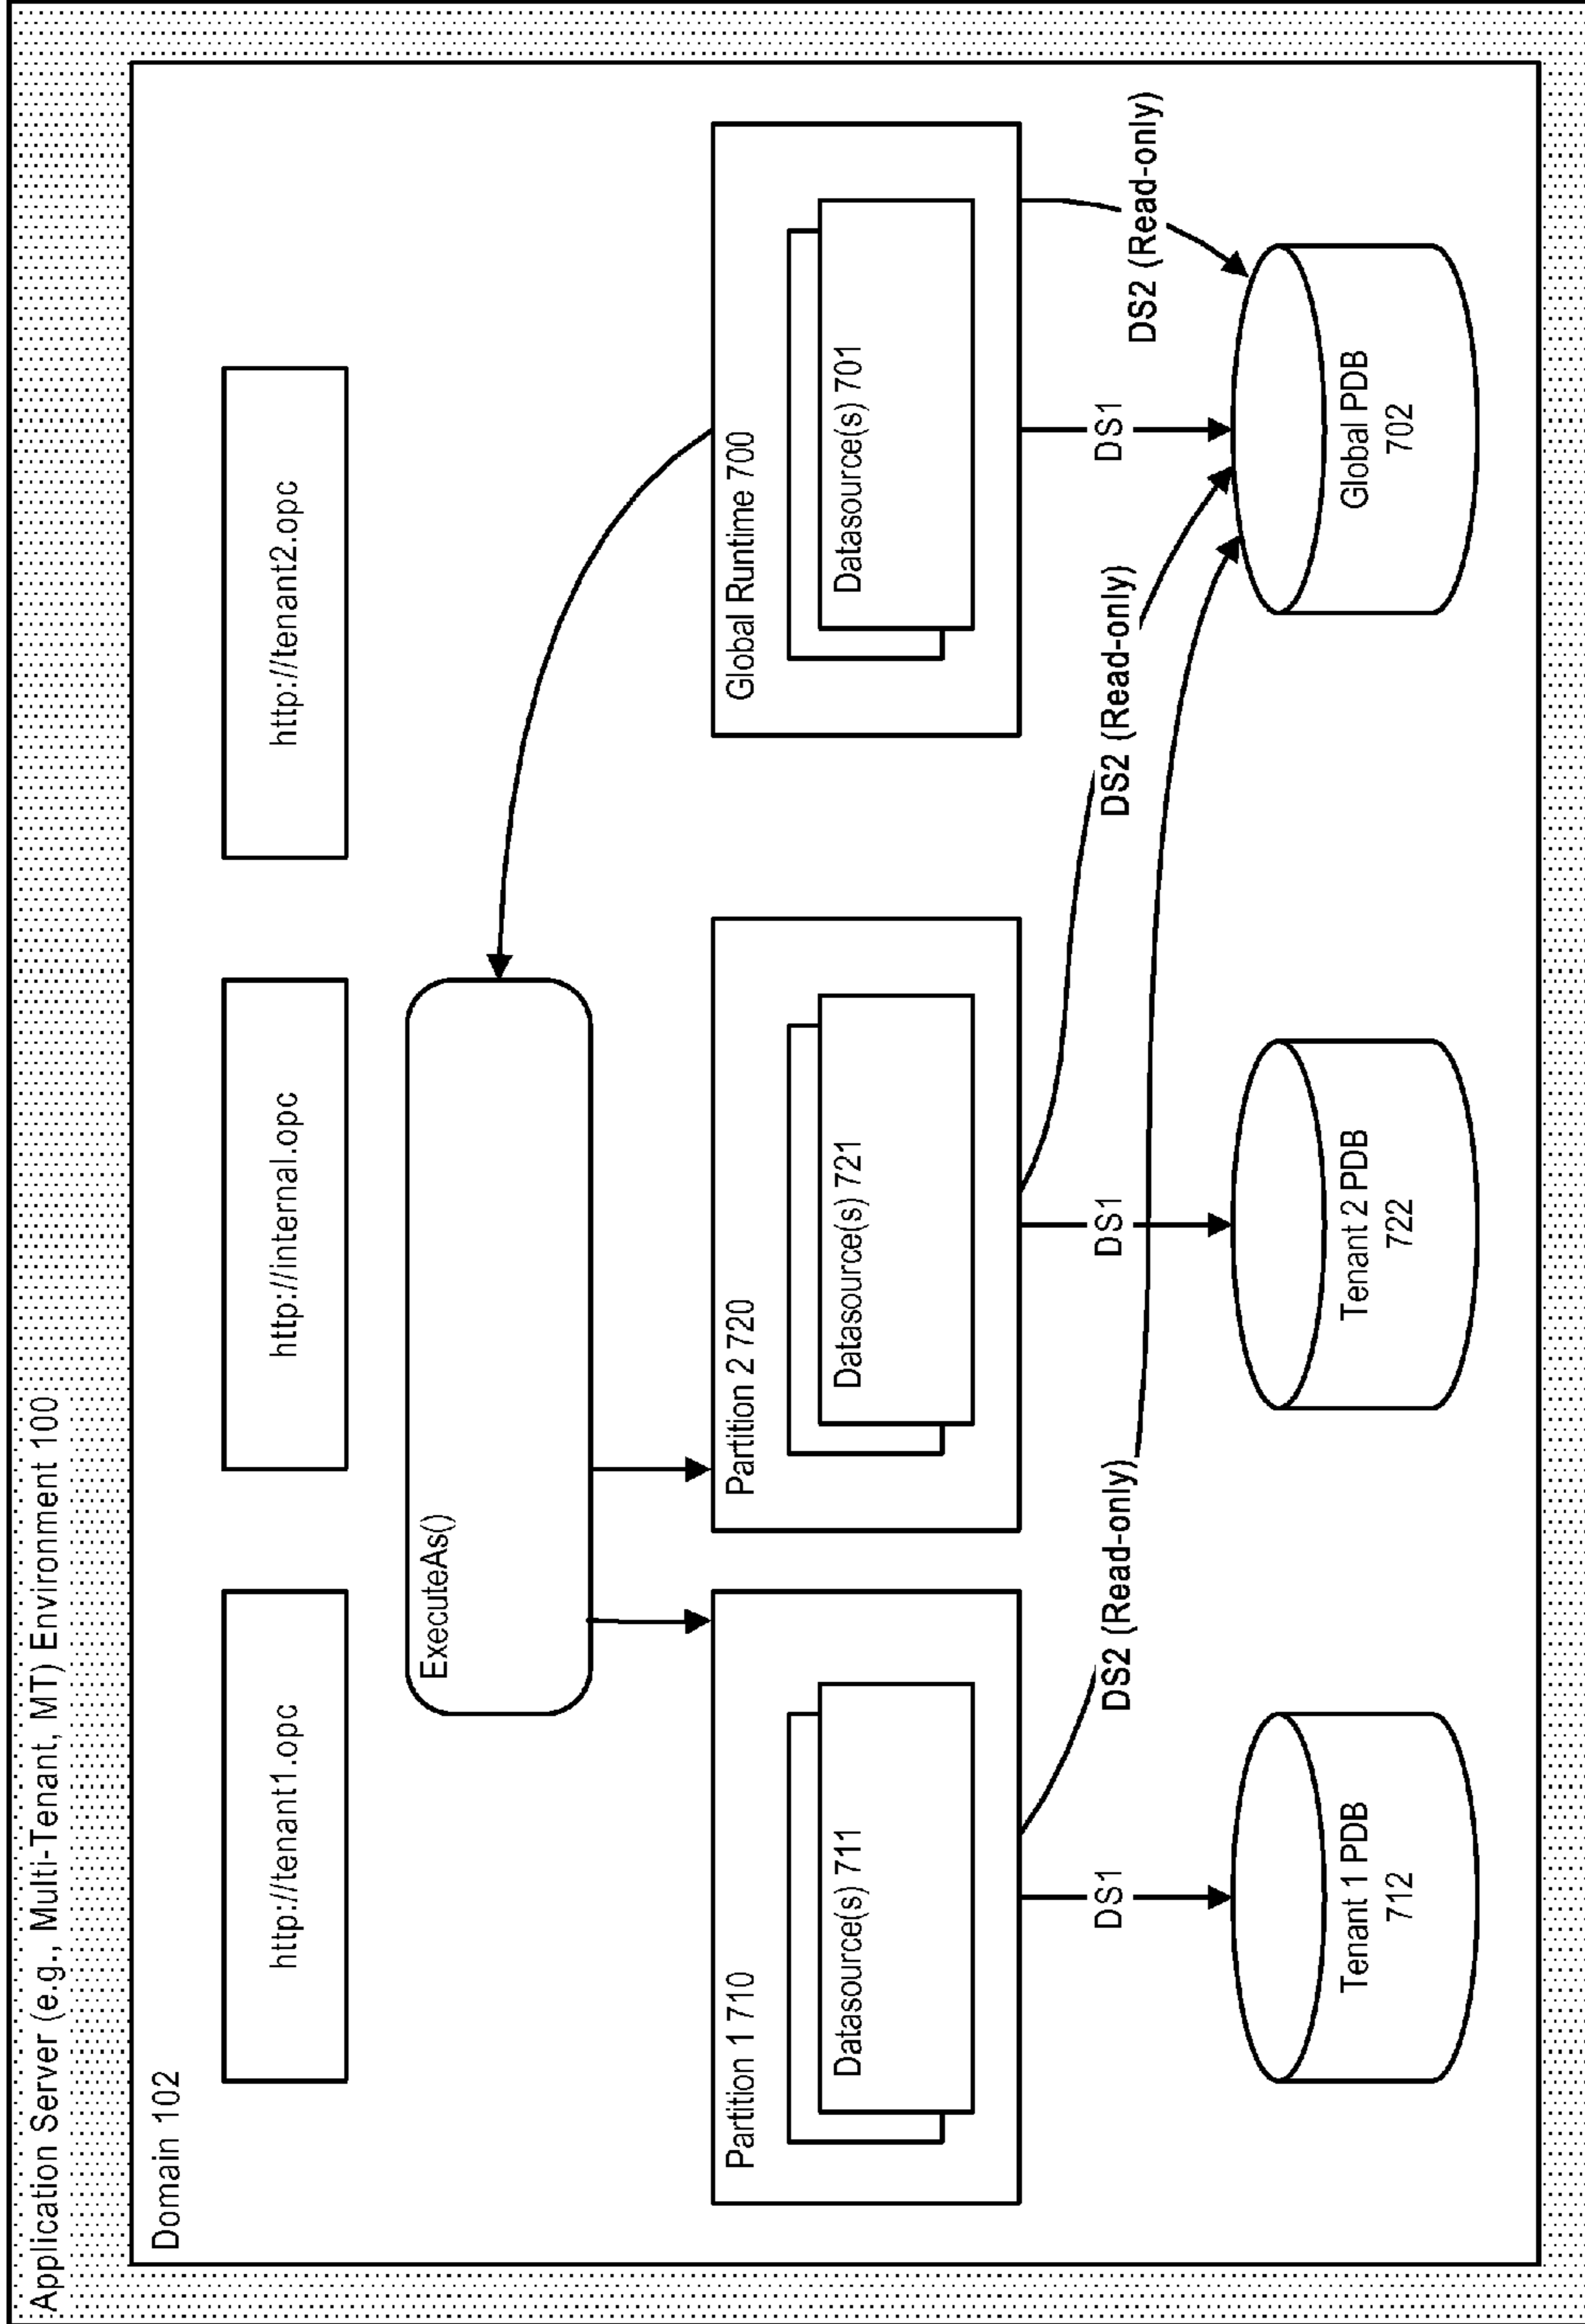 Application Server (e.g., Multi-Tenant, MT) Environment 100
Domain 102
http://tenant1.opc
http://internal.opc
http://tenant2.opc
ExecuteAs()
Partition 1 710
Datasource(s) 711
Partition 2 720
Datasource(s) 721
Global Runtime 700
Datasource(s) 701
DS1
DS2 (Read-only)
DS1
DS2 (Read-only)
DS1
DS2 (Read-only)
Tenant 1 PDB
712
Tenant 2 PDB
722
Global PDB
702